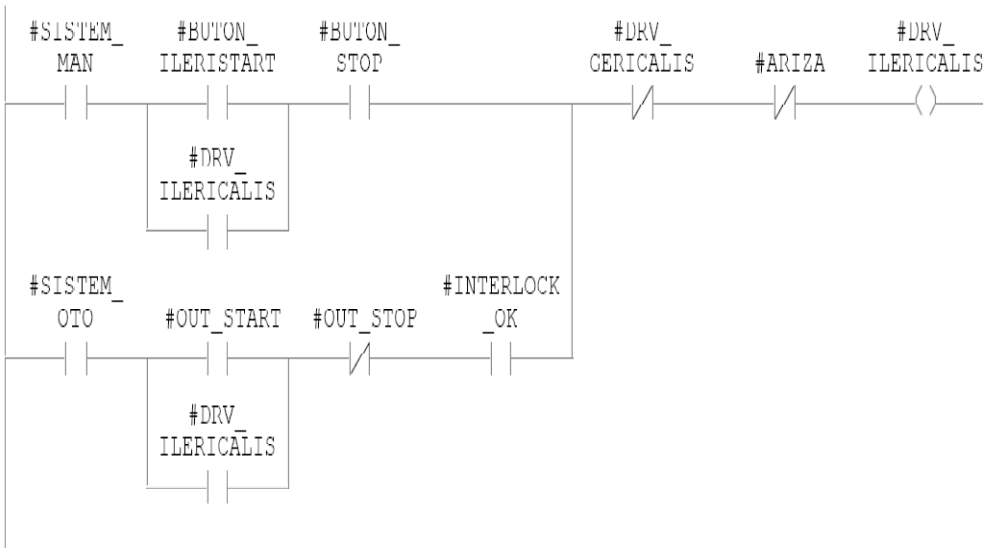 #SISTEM_
MAN
#BUTON_
ILERISTART
#BUTON_
STOP
#DRV_
GERICALIS
#ARIZA
#DRV_
ILERICALIS
#DRV_
ILERICALIS
#SISTEM_
OTO
#OUT_START
#OUT_STOP
#INTERLOCK
_OK
#DRV_
ILERICALIS